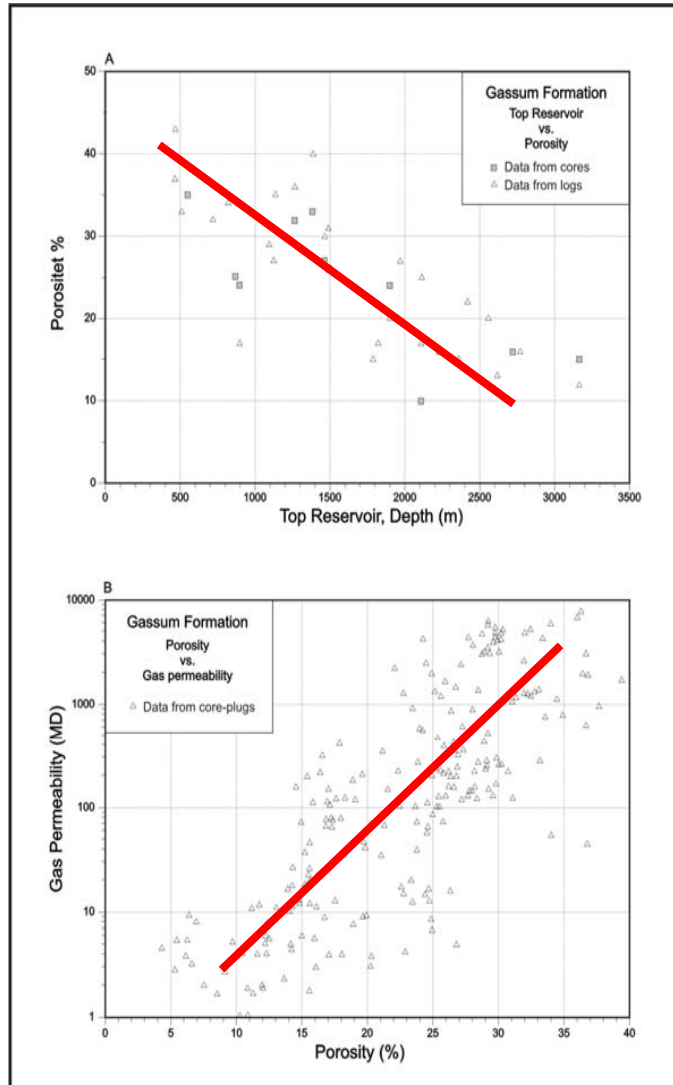 A
50
40
30
20
10
0
Porositet %
Gassum Formation
Top Reservoir
vs.
Porosity
Data from cores
Data from logs
0 500 1000 1500 2000 2500 3000 3500
Top Reservoir, Depth (m)
B
10000
1000
100
10
1
Gas Permeability (MD)
Gassum Formation
Porosity
vs.
Gas permeability
Data from core-plugs
0 5 10 15 20 25 30 35 40
Porosity (%)